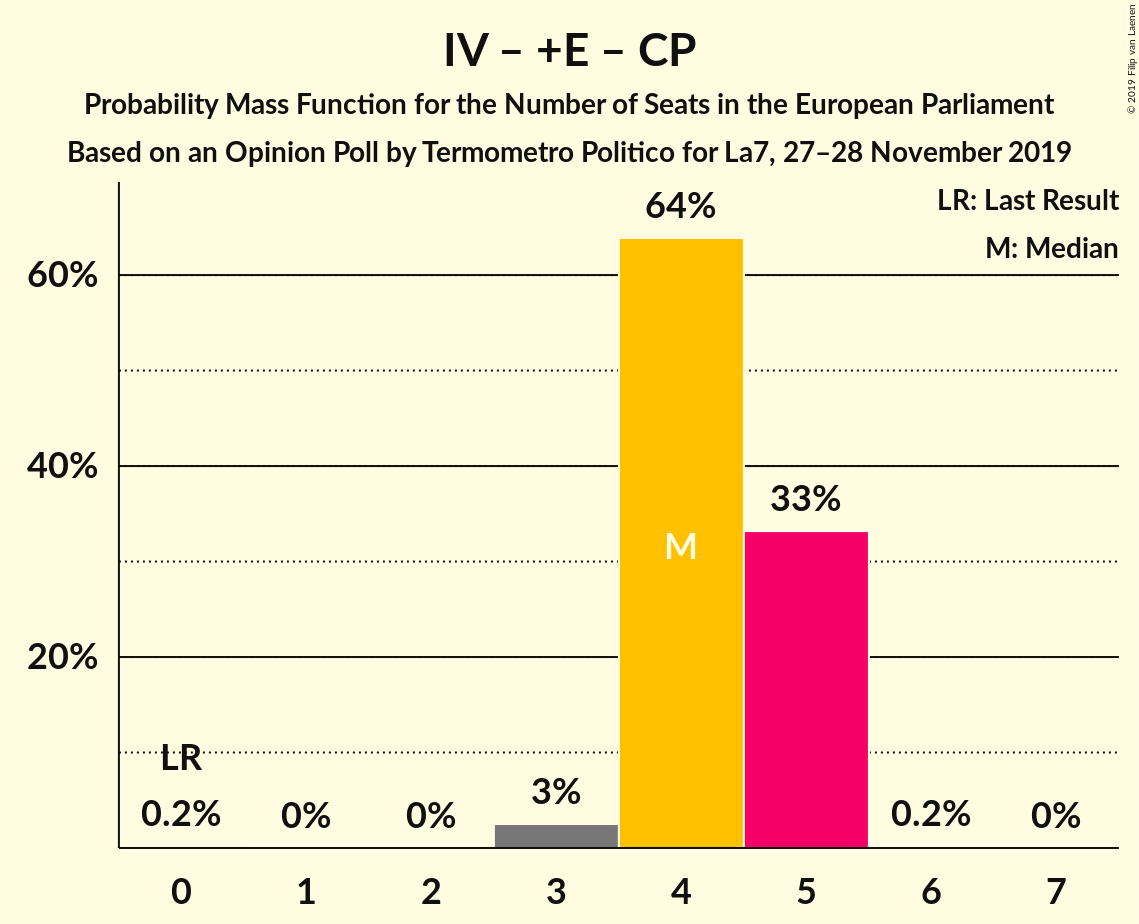 IV – +E – CP
Probability Mass Function for the Number of Seats in the European Parliament
Based on an Opinion Poll by Termometro Politico for La7, 27–28 November 2019
© 2019 Filip van Laenen
LR: Last Result
M: Median
64%
60%
40%
33%
M
20%
LR
0.2%
0%
0%
3%
0.2%
0%
0 1 2 3 4 5 6 7